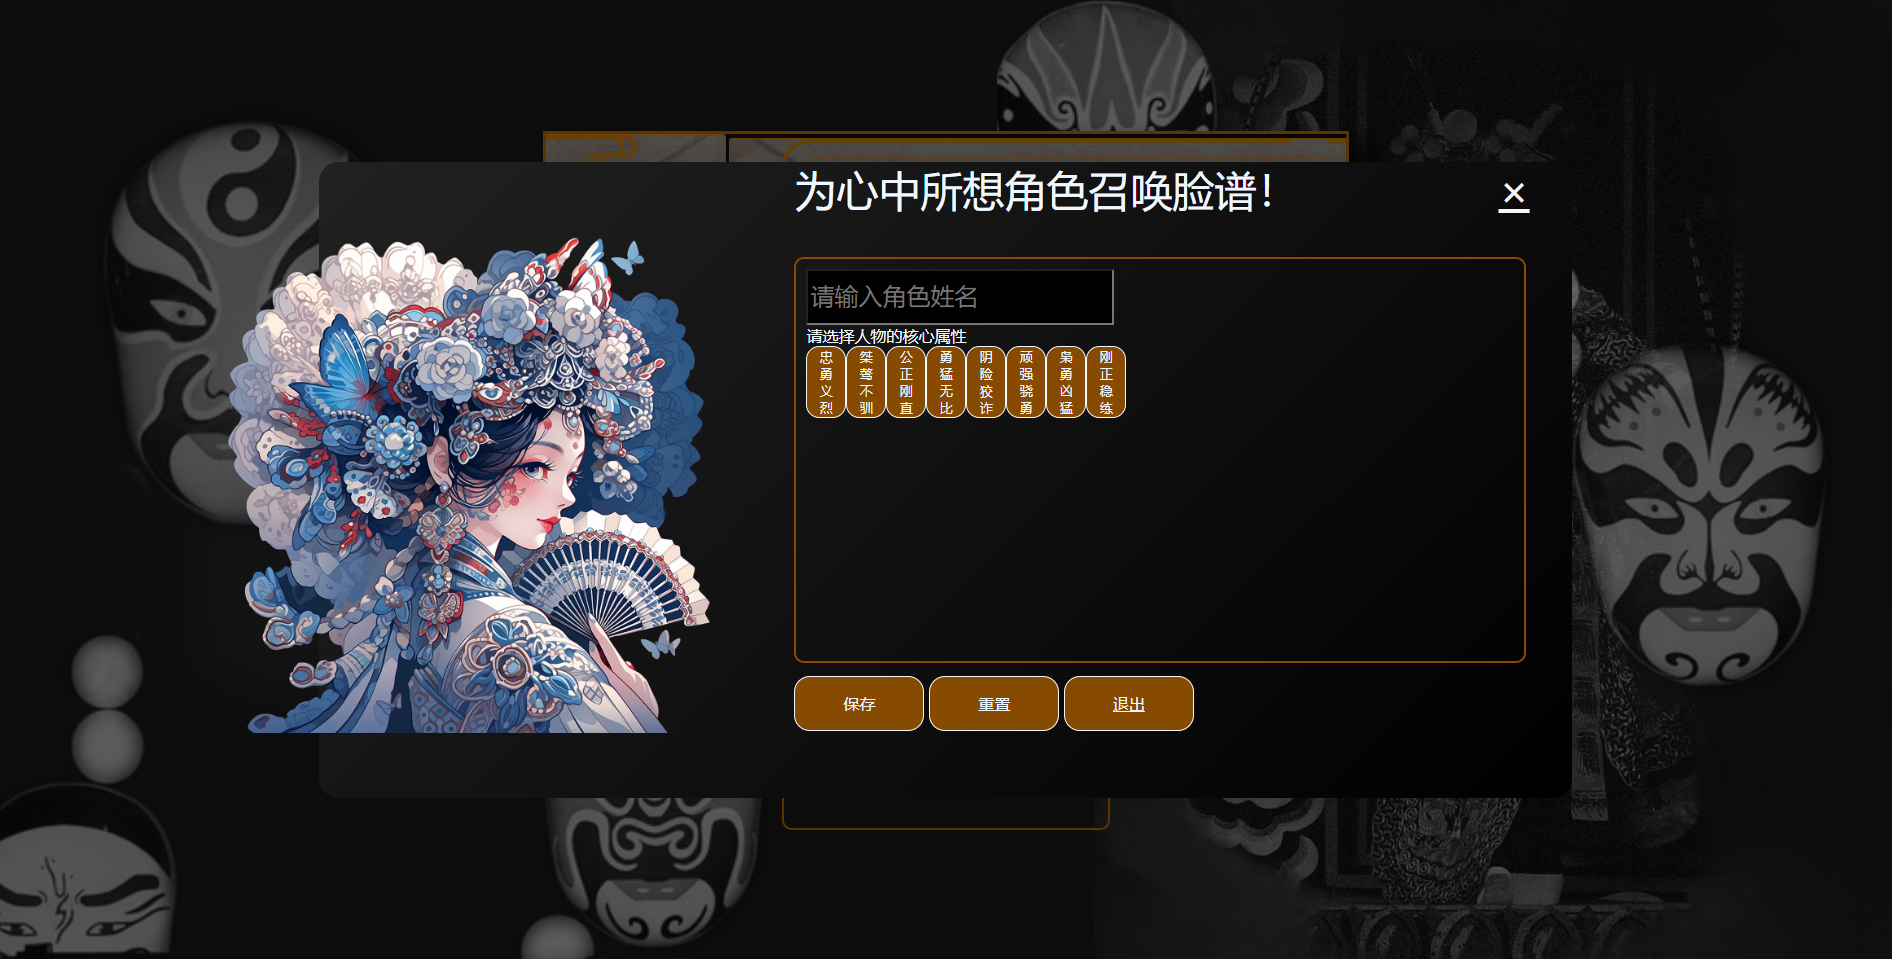 为心中所想角色召唤脸谱！
×
请输入角色姓名
请选择人物的核心属性
忠勇义烈
桀骜不驯
公正刚直
勇猛无比
阴险狡诈
顽强骁勇
枭勇凶猛
刚正稳练
保存
重置
退出